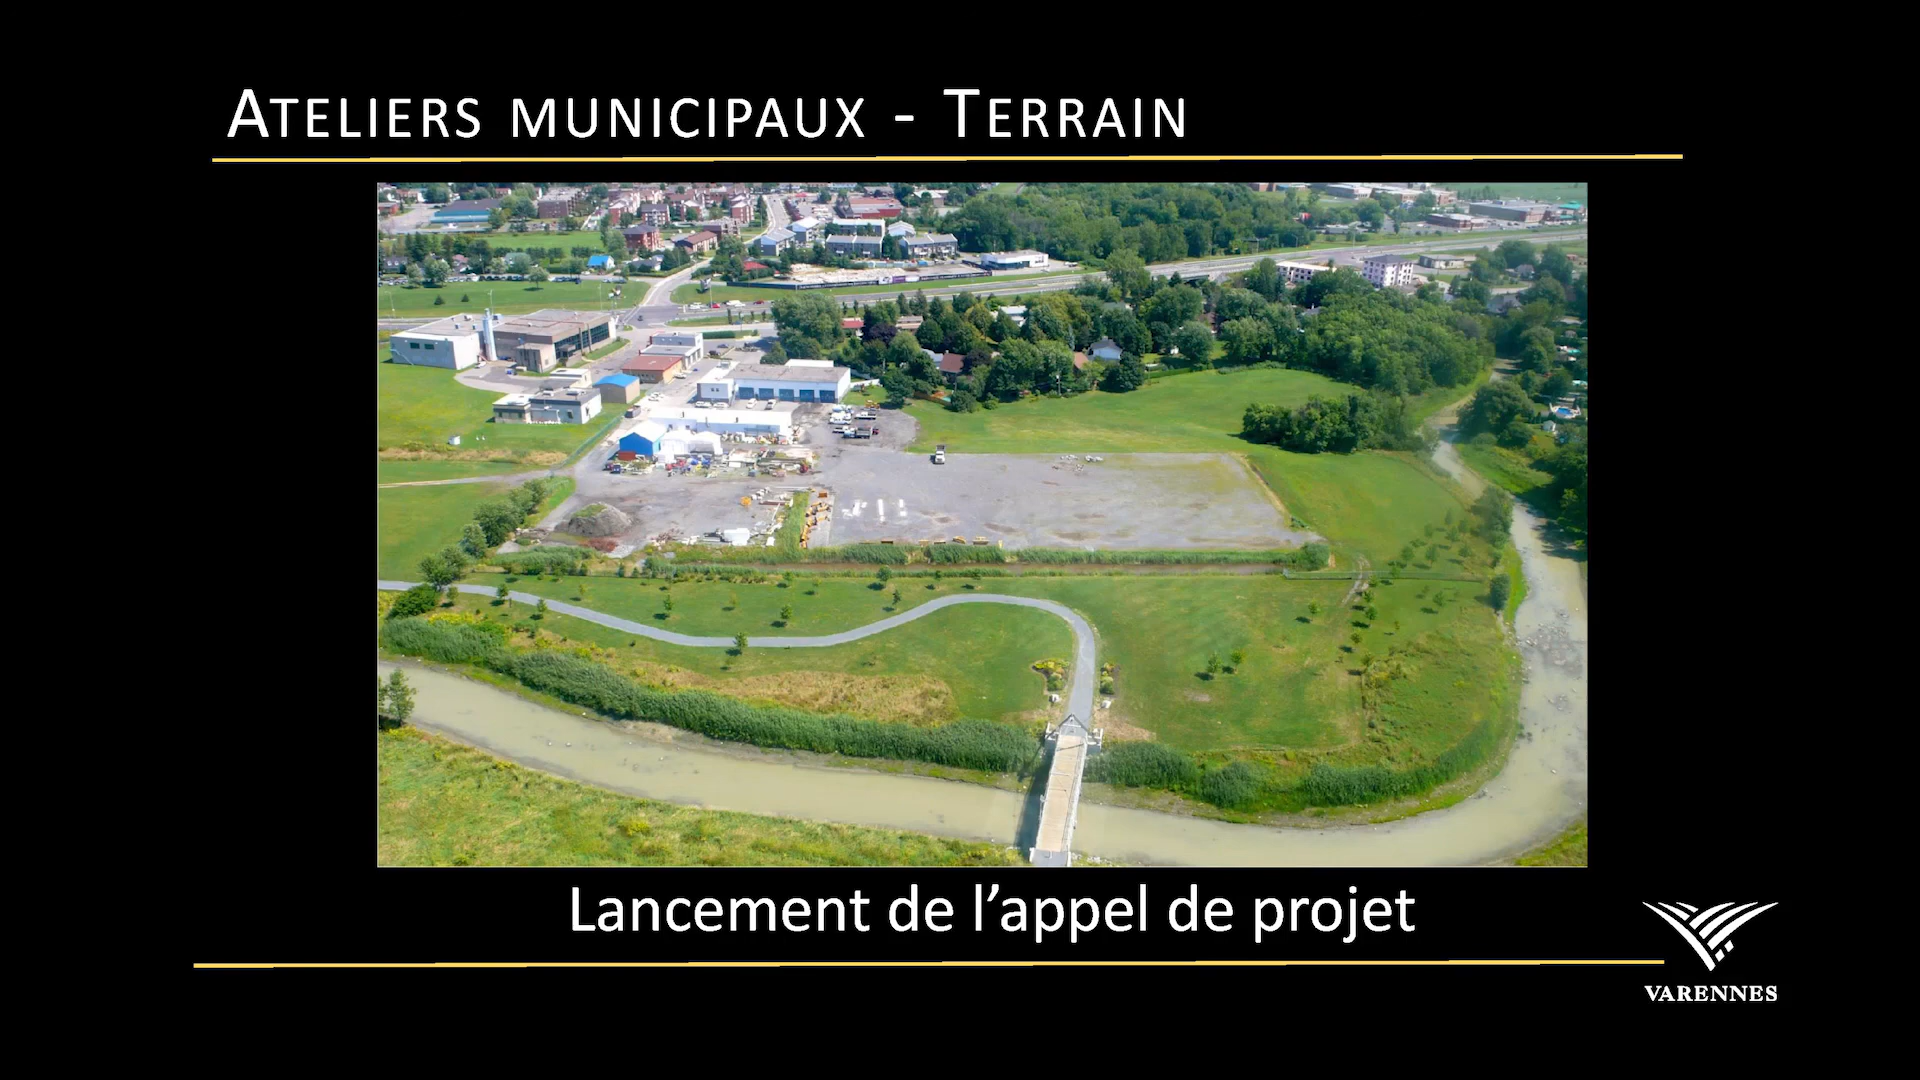 ATELIERS MUNICIPAUX - TERRAIN
Lancement de l'appel de projet
VARENNES